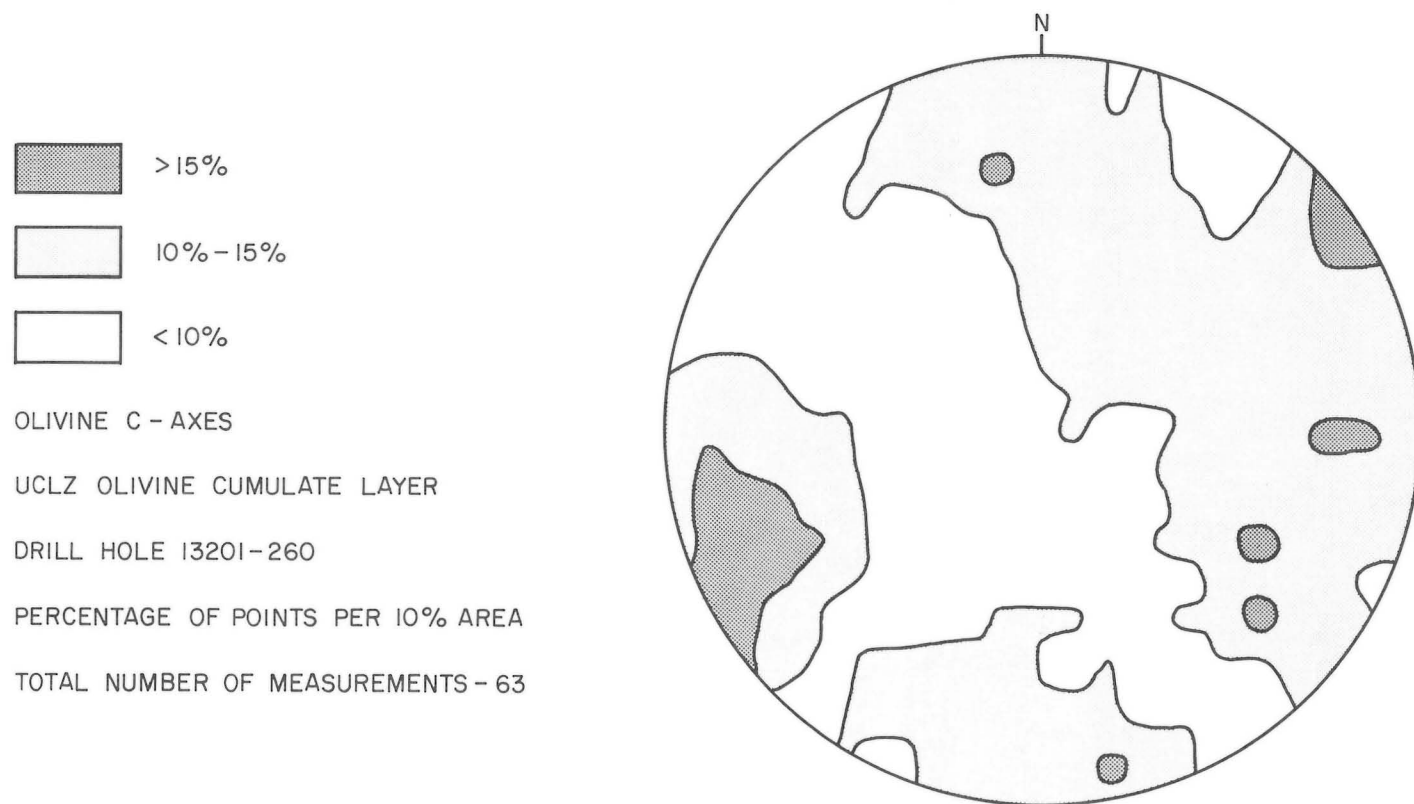 N
>15%
10%-15%
<10%
OLIVINE C-AXES
UCLZ OLIVINE CUMULATE LAYER
DRILL HOLE 13201-260
PERCENTAGE OF POINTS PER 10% AREA
TOTAL NUMBER OF MEASUREMENTS-63